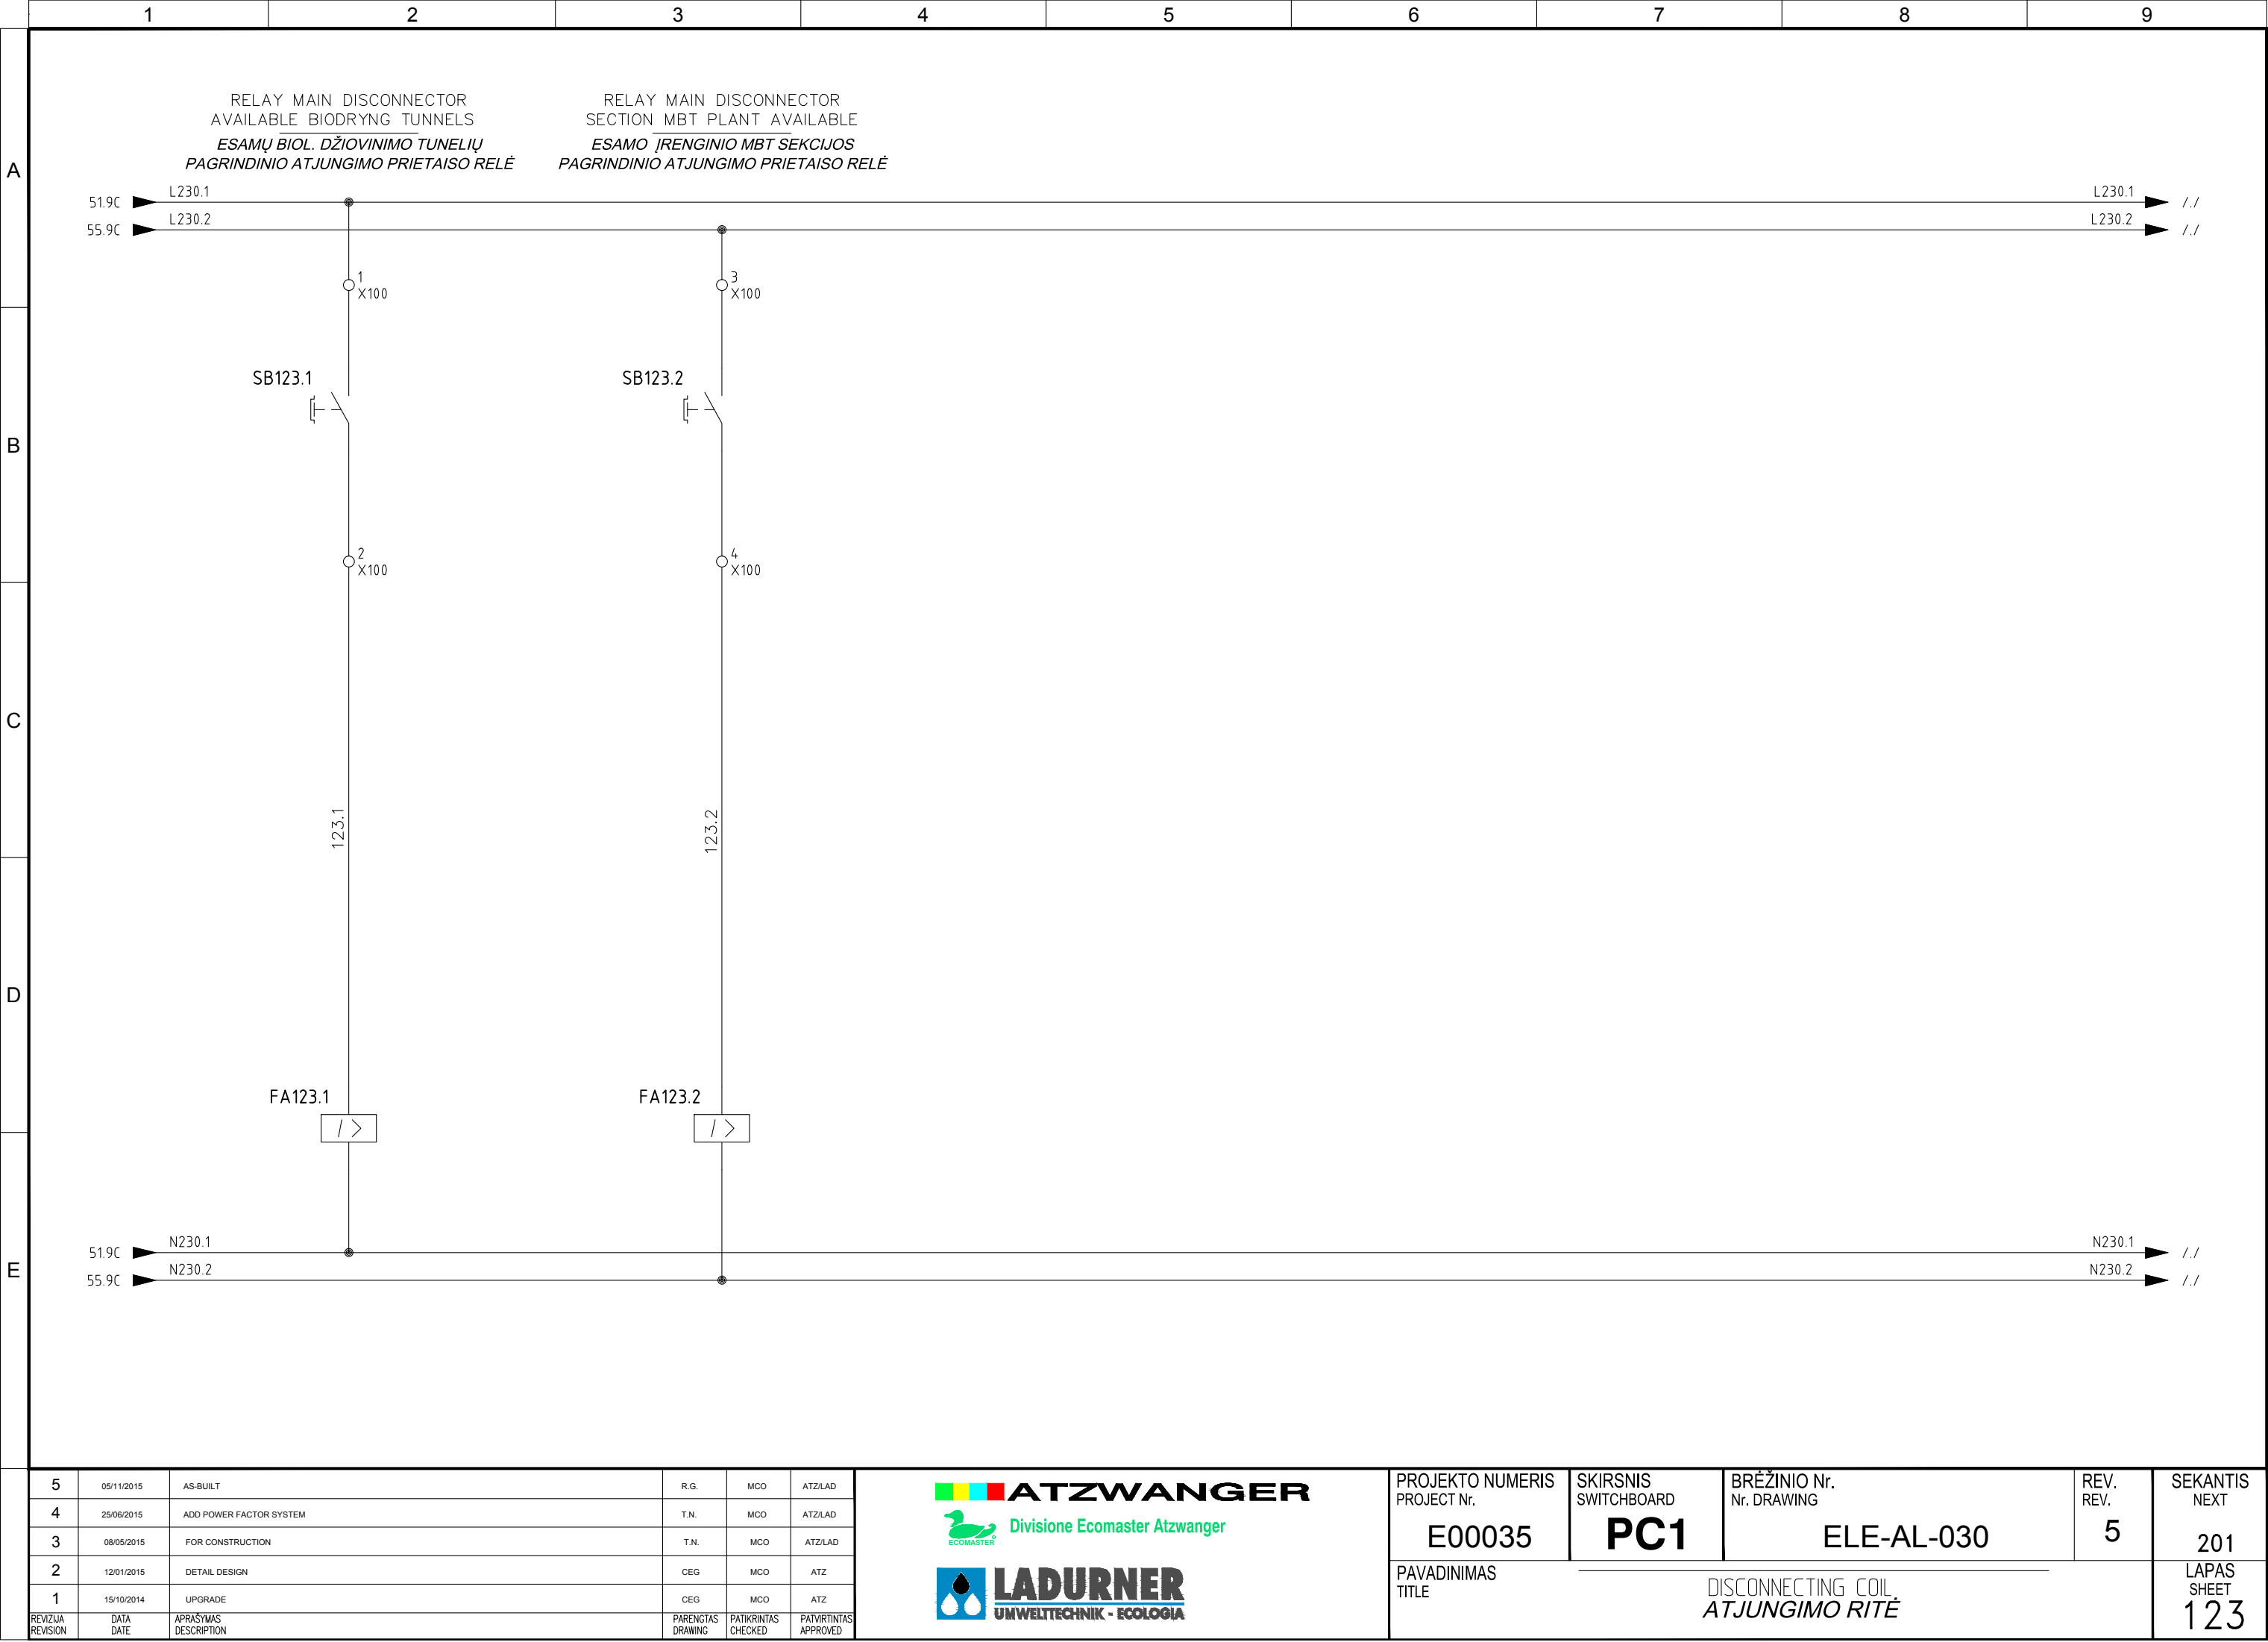 1 2 3 4 5 6 7 8 9
RELAY MAIN DISCONNECTOR
AVAILABLE BIODRYNG TUNNELS
ESAMŲ BIOL. DŽIOVINIMO TUNELIŲ
PAGRINDINIO ATJUNGIMO PRIETAISO RELĖ
RELAY MAIN DISCONNECTOR
SECTION MBT PLANT AVAILABLE
ESAMO ĮRENGINIO MBT SEKCIJOS
PAGRINDINIO ATJUNGIMO PRIETAISO RELĖ
A
51.9C L230.1 L230.1 /./
55.9C L230.2 L230.2 /./
1
X100
3
X100
SB123.1
SB123.2
B
2
X100
4
X100
C
123.1
123.2
D
FA123.1
FA123.2
I >
I >
E
51.9C N230.1 N230.1 /./
55.9C N230.2 N230.2 /./
5 05/11/2015 AS-BUILT R.G. MCO ATZ/LAD
4 25/06/2015 ADD POWER FACTOR SYSTEM T.N. MCO ATZ/LAD
3 08/05/2015 FOR CONSTRUCTION T.N. MCO ATZ/LAD
2 12/01/2015 DETAIL DESIGN CEG MCO ATZ
1 15/10/2014 UPGRADE CEG MCO ATZ
REVIZIJA DATA APRAŠYMAS PARENGTAS PATIKRINTAS PATVIRTINTAS
REVISION DATE DESCRIPTION DRAWING CHECKED APPROVED
ATZWANGER
Divisione Ecomaster Atzwanger
ECOMASTER
LADURNER
UMWELTTECHNIK - ECOLOGIA
PROJEKTO NUMERIS
PROJECT Nr.
E00035
SKIRSNIS
SWITCHBOARD
PC1
BRĖŽINIO Nr.
Nr. DRAWING
ELE-AL-030
REV.
REV.
5
SEKANTIS
NEXT
201
PAVADINIMAS
TITLE
DISCONNECTING COIL
ATJUNGIMO RITĖ
LAPAS
SHEET
123